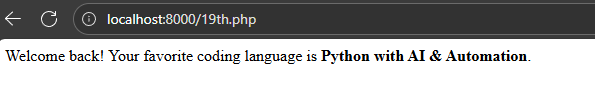 localhost:8000/19th.php
Welcome back! Your favorite coding language is Python with AI & Automation.